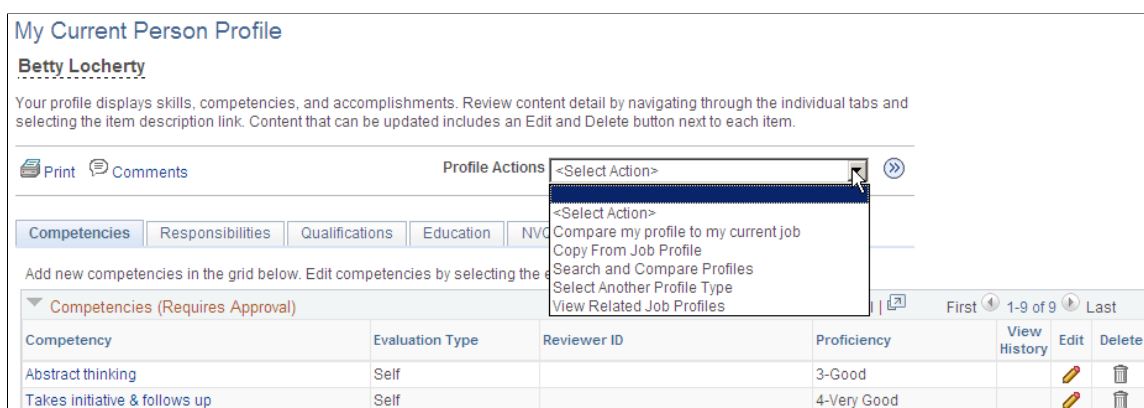 My Current Person Profile
Betty Locherty
Your profile displays skills, competencies, and accomplishments. Review content detail by navigating through the individual tabs and
selecting the item description link. Content that can be updated includes an Edit and Delete button next to each item.
Print Comments Profile Actions <Select Action>
<Select Action>
Compare my profile to my current job
Copy From Job Profile
Search and Compare Profiles
Select Another Profile Type
View Related Job Profiles
Competencies Responsibilities Qualifications Education
Add new competencies in the grid below. Edit competencies by selecting the
Competencies (Requires Approval) | First 1-9 of 9 Last
Competency Evaluation Type Reviewer ID Proficiency View History Edit Delete
Abstract thinking Self 3-Good
Takes initiative & follows up Self 4-Very Good